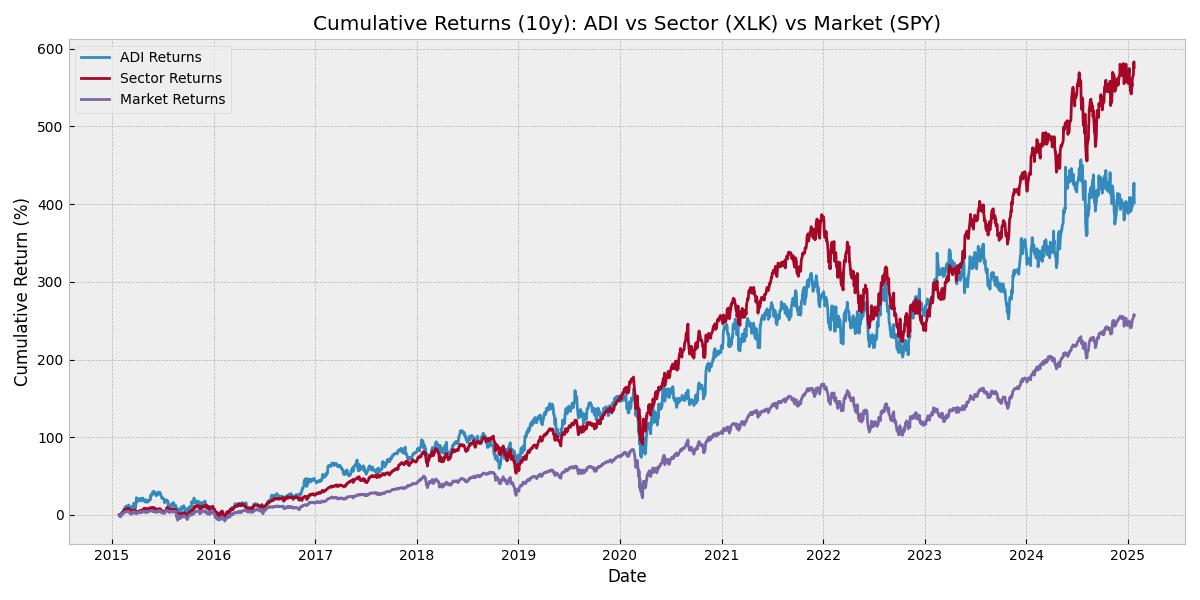 Cumulative Returns (10y): ADI vs Sector (XLK) vs Market (SPY)
ADI Returns
Sector Returns
Market Returns
Cumulative Return (%)
600
500
400
300
200
100
0
2015 2016 2017 2018 2019 2020 2021 2022 2023 2024 2025
Date